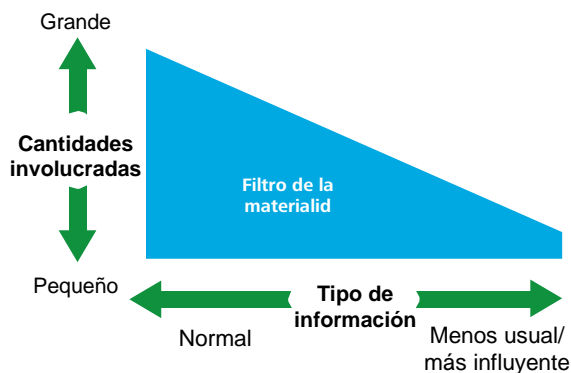 Grande
Cantidades
involucradas
Filtro de la
materialid
Pequeño
Tipo de
información
Normal
Menos usual/
más influyente